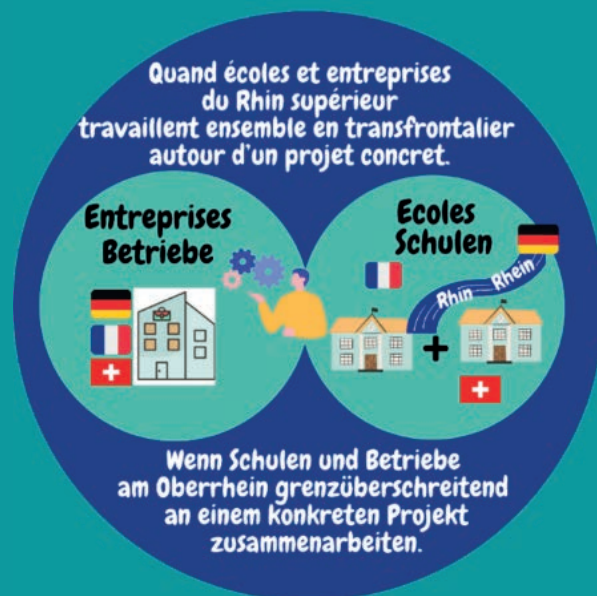 Quand écoles et entreprises
du Rhin supérieur
travaillent ensemble en transfrontalier
autour d'un projet concret.
Entreprises
Betriebe
Ecoles
Schulen
Rhin
Rhein
+
Wenn Schulen und Betriebe
am Oberrhein grenzüberschreitend
an einem konkreten Projekt
zusammenarbeiten.